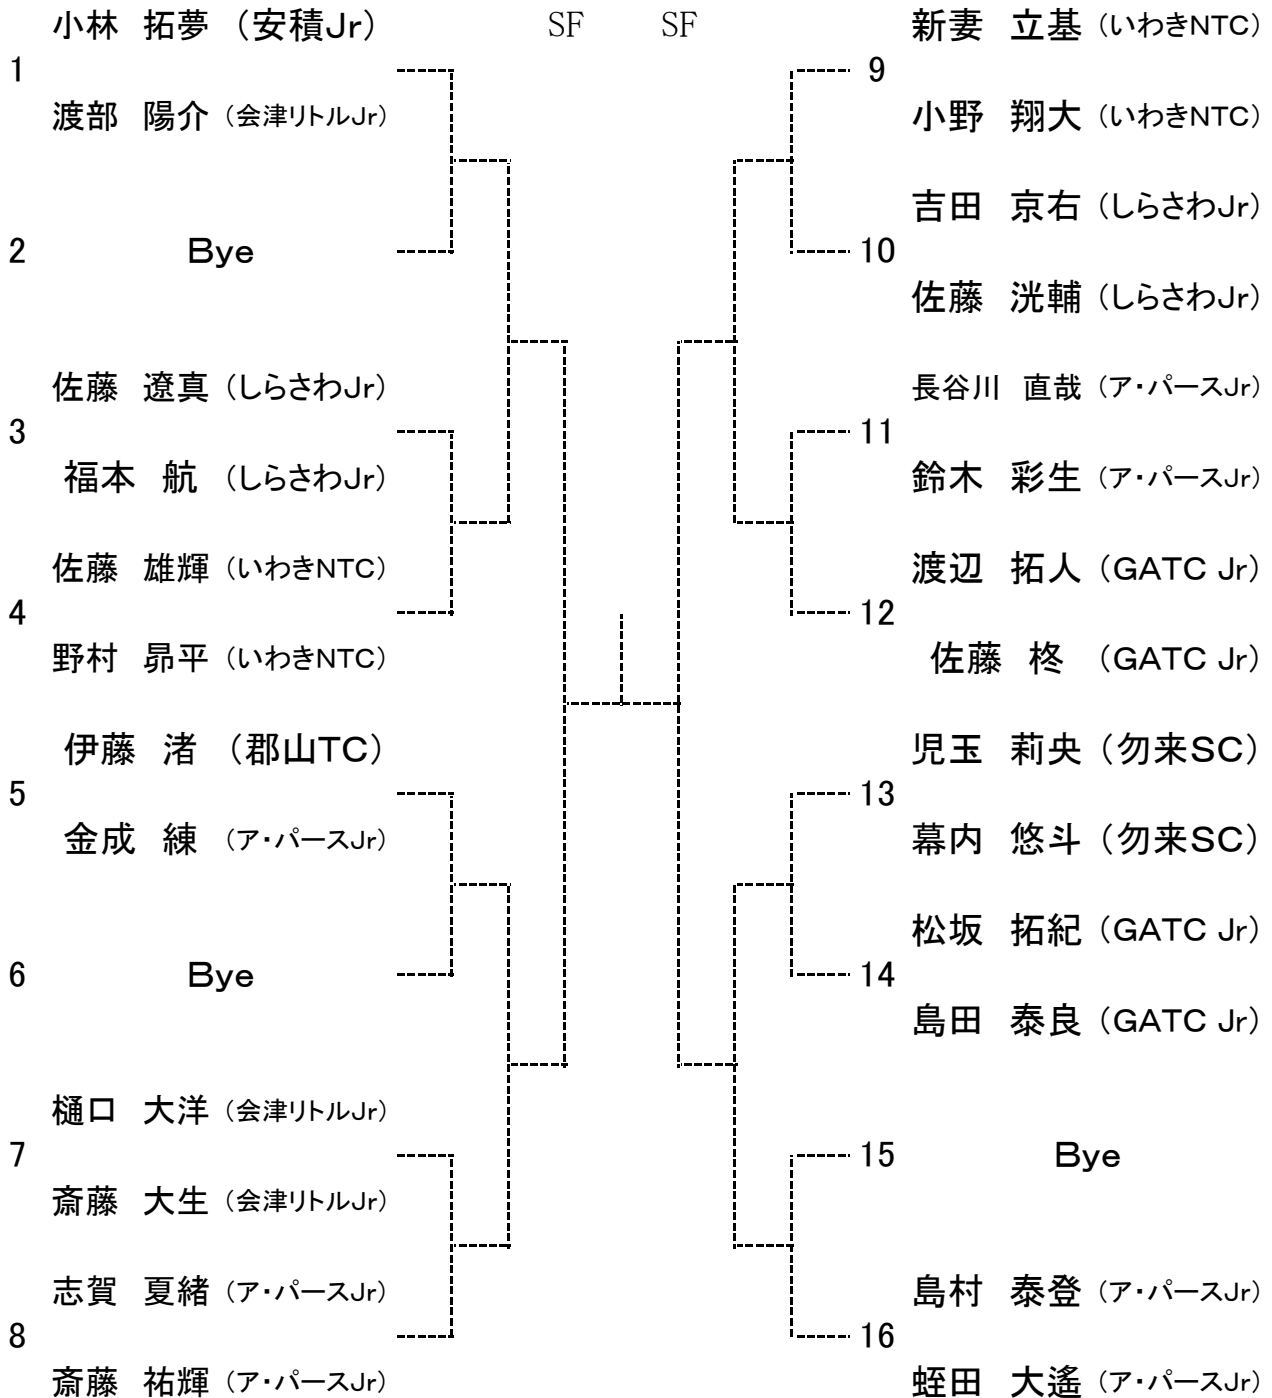 SF SF
小林　拓夢（安積Jr）
1
渡部　陽介（会津リトルJr）
2 Bye
佐藤　遼真（しらさわJr）
3
福本　航（しらさわJr）
佐藤　雄輝（いわきNTC）
4
野村　昴平（いわきNTC）
伊藤　渚（郡山TC）
5
金成　練（ア・パースJr）
6 Bye
樋口　大洋（会津リトルJr）
7
斎藤　大生（会津リトルJr）
志賀　夏緒（ア・パースJr）
8
斎藤　祐輝（ア・パースJr）
新妻　立基（いわきNTC）
9
小野　翔大（いわきNTC）
吉田　京右（しらさわJr）
10
佐藤　洸輔（しらさわJr）
長谷川　直哉（ア・パースJr）
11
鈴木　彩生（ア・パースJr）
渡辺　拓人（GATC Jr）
12
佐藤　柊（GATC Jr）
児玉　莉央（勿来SC）
13
幕内　悠斗（勿来SC）
松坂　拓紀（GATC Jr）
14
島田　泰良（GATC Jr）
15 Bye
島村　泰登（ア・パースJr）
16
蛭田　大遙（ア・パースJr）